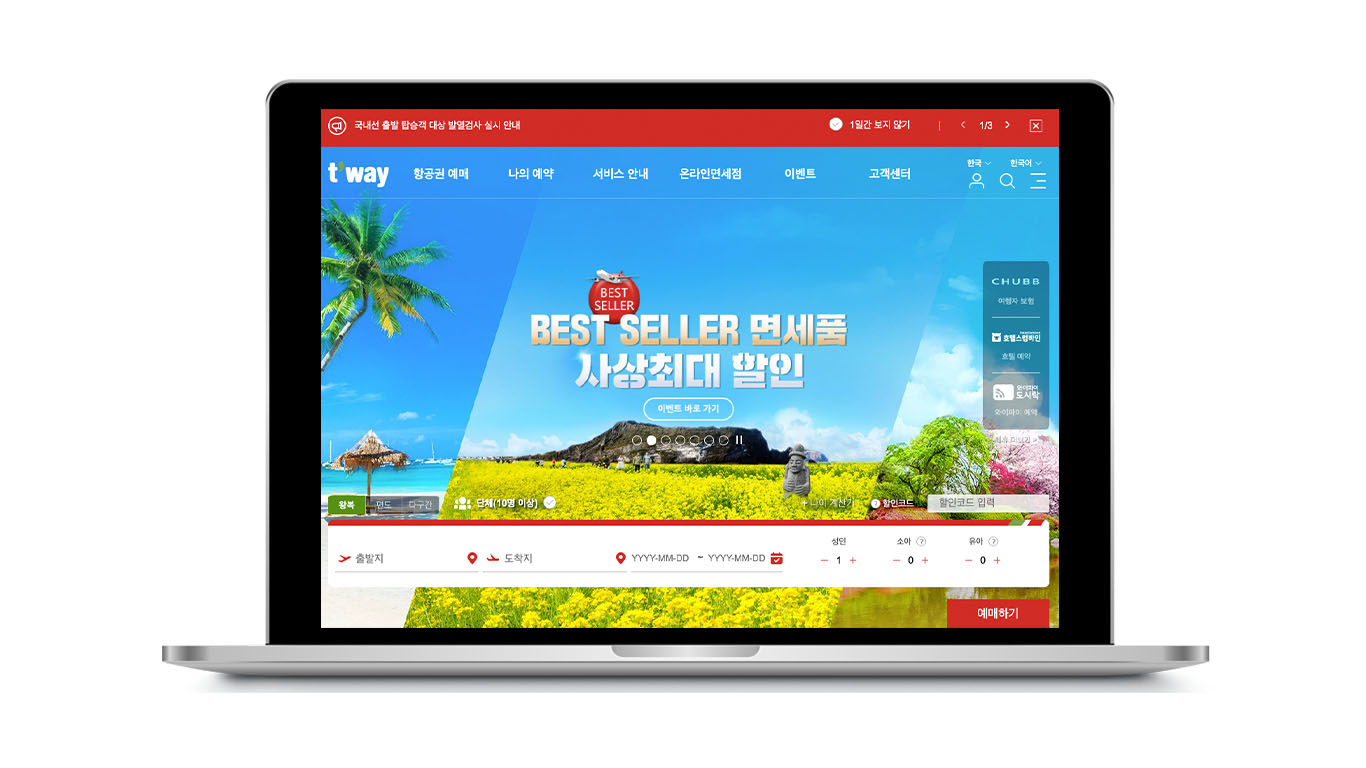 국내선 출발 탑승객 대상 발열검사 실시 안내
1일간 보지 않기
1/3
t'way
항공권 예매
나의 예약
서비스 안내
온라인면세점
이벤트
고객센터
한국
한국어
BEST
SELLER
BEST SELLER 면세품
사상최대 할인
이벤트 바로 가기
CHUBB
여행자 보험
호텔스컴바인
호텔 예약
와이파이
도시락
와이파이 예약
왕복
편도
다구간
단체(10명 이상)
+ 나의 계산기
할인코드
할인코드 입력
출발지
도착지
YYYY-MM-DD ~ YYYY-MM-DD
성인
소아 ?
유아 ?
− 1 +
− 0 +
− 0 +
예매하기